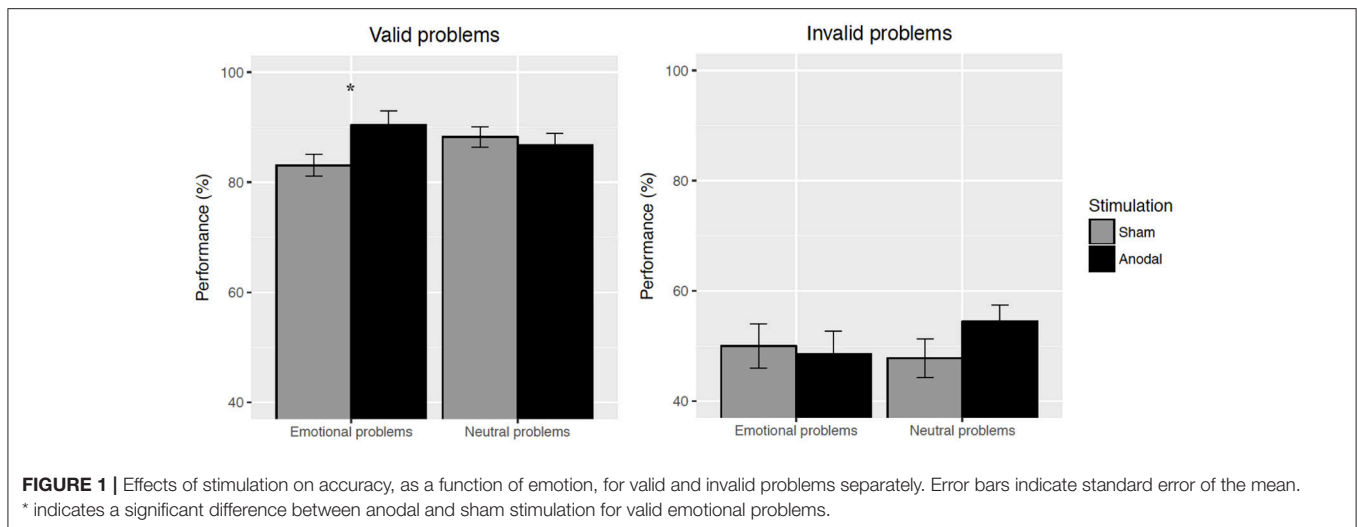 Valid problems
Invalid problems
*
100
80
60
40
Performance (%)
Emotional problems
Neutral problems
100
80
60
40
Performance (%)
Emotional problems
Neutral problems
Stimulation
Sham
Anodal
FIGURE 1 | Effects of stimulation on accuracy, as a function of emotion, for valid and invalid problems separately. Error bars indicate standard error of the mean.
* indicates a significant difference between anodal and sham stimulation for valid emotional problems.